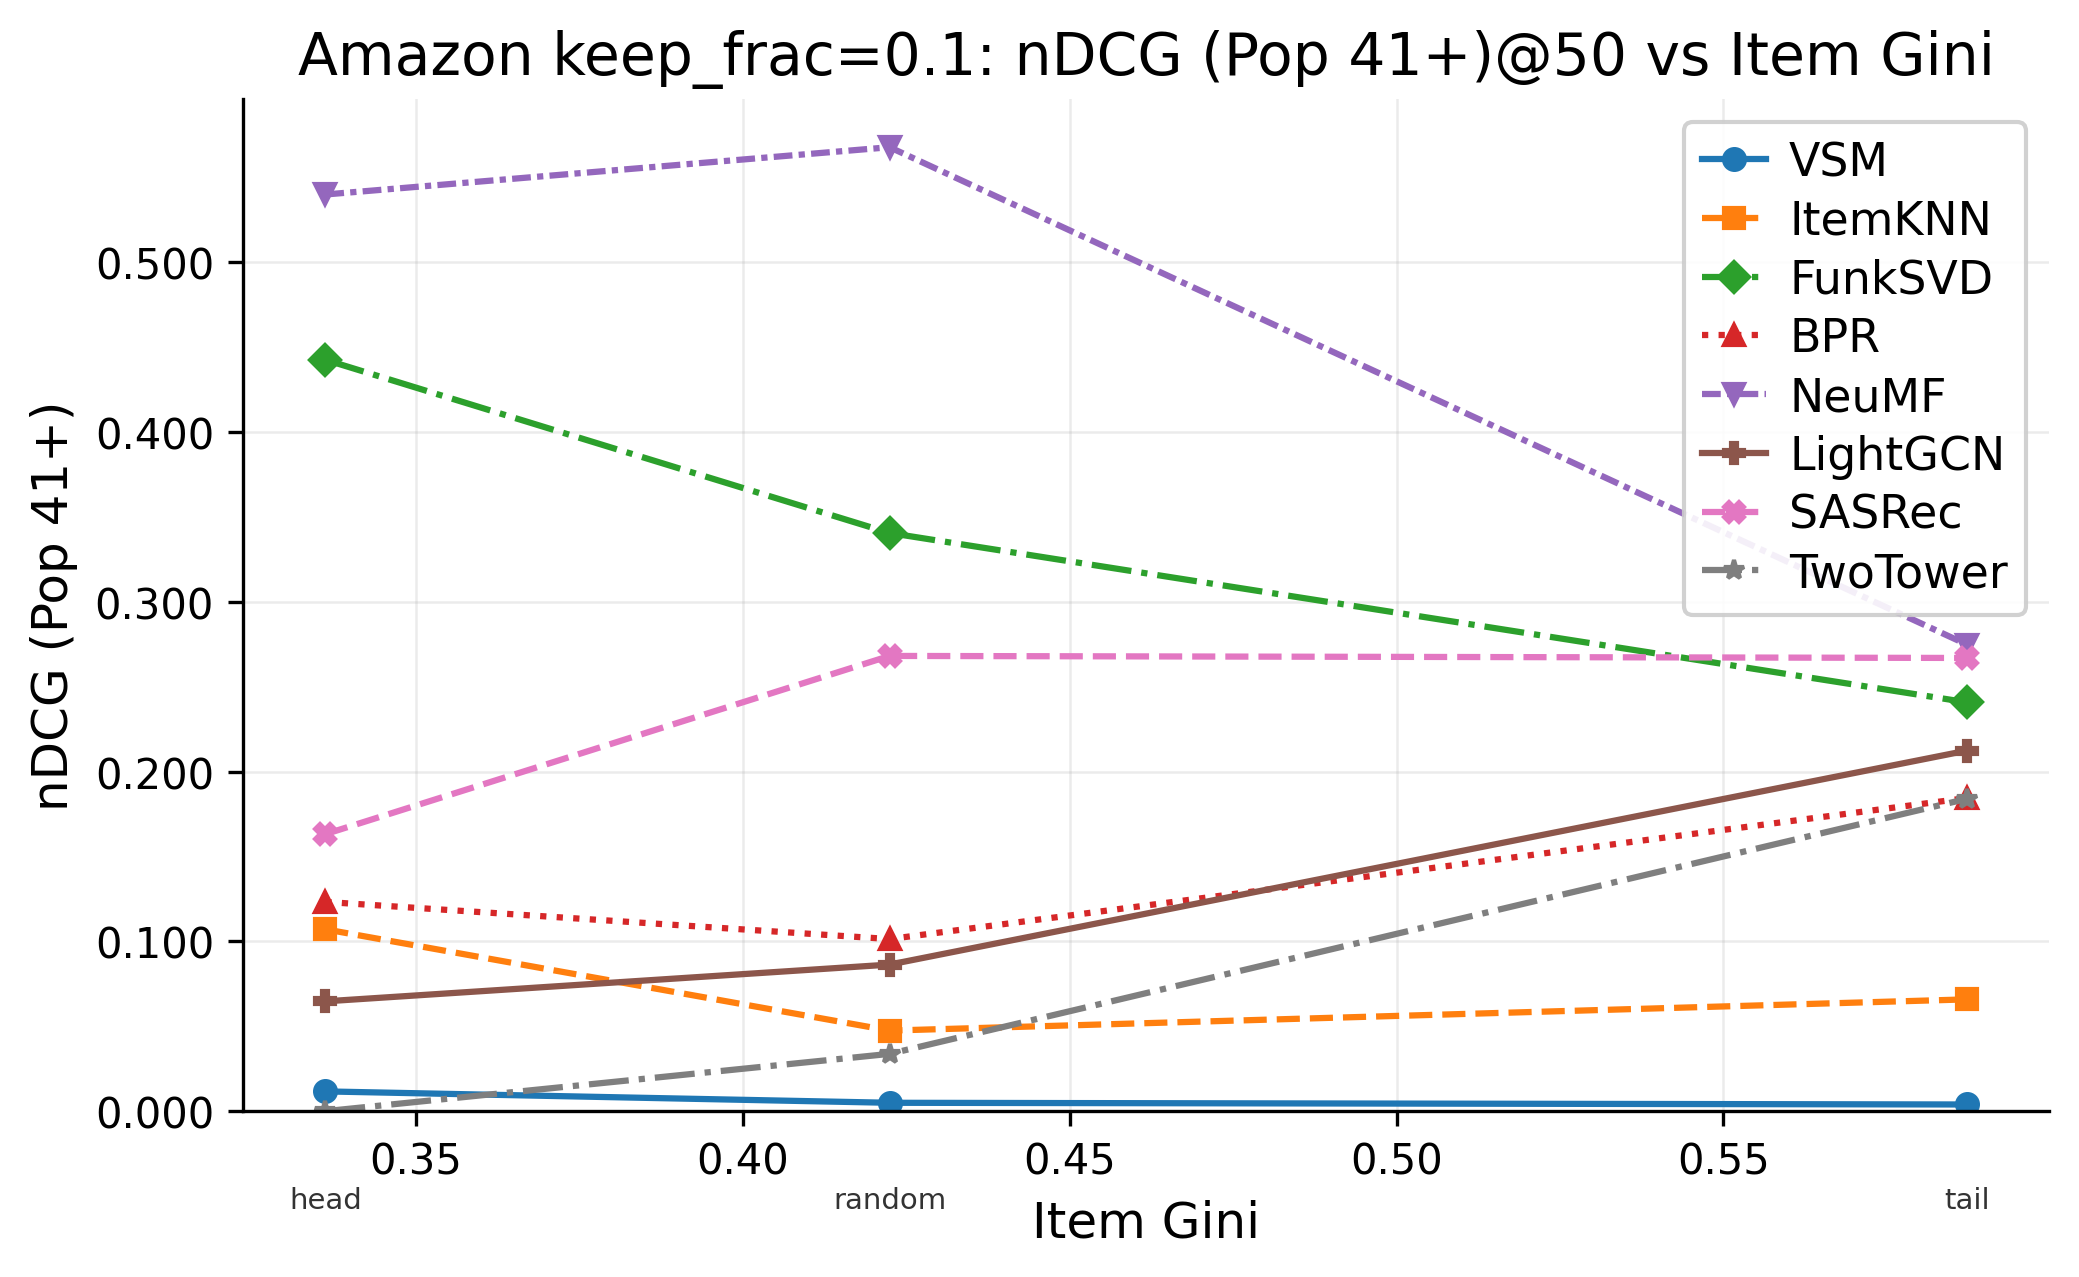 Amazon keep_frac=0.1: nDCG (Pop 41+)@50 vs Item Gini
nDCG (Pop 41+)
0.500
0.400
0.300
0.200
0.100
0.000
VSM
ItemKNN
FunkSVD
BPR
NeuMF
LightGCN
SASRec
TwoTower
0.35 0.40 0.45 0.50 0.55
head random tail
Item Gini